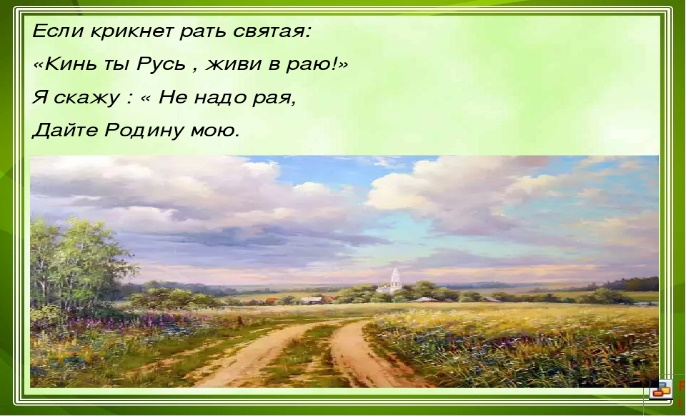 Если крикнет рать святая:
«Кинь ты Русь , живи в раю!»
Я скажу : « Не надо рая,
Дайте Родину мою.